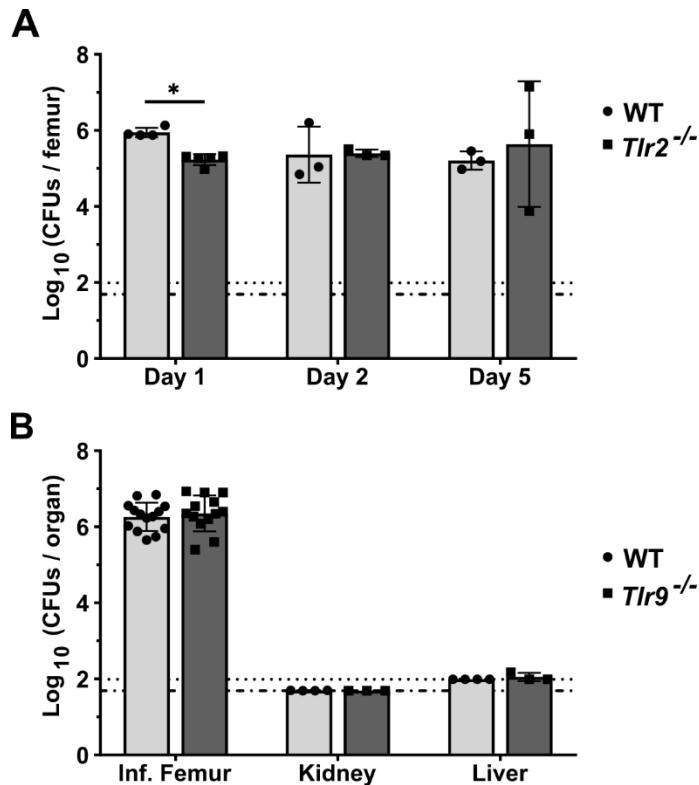 A
Log10 (CFUs / femur)
8
6
4
2
0
*
Day 1
Day 2
Day 5
WT
Tlr2 -/-
B
Log10 (CFUs / organ)
8
6
4
2
0
Inf. Femur
Kidney
Liver
WT
Tlr9 -/-